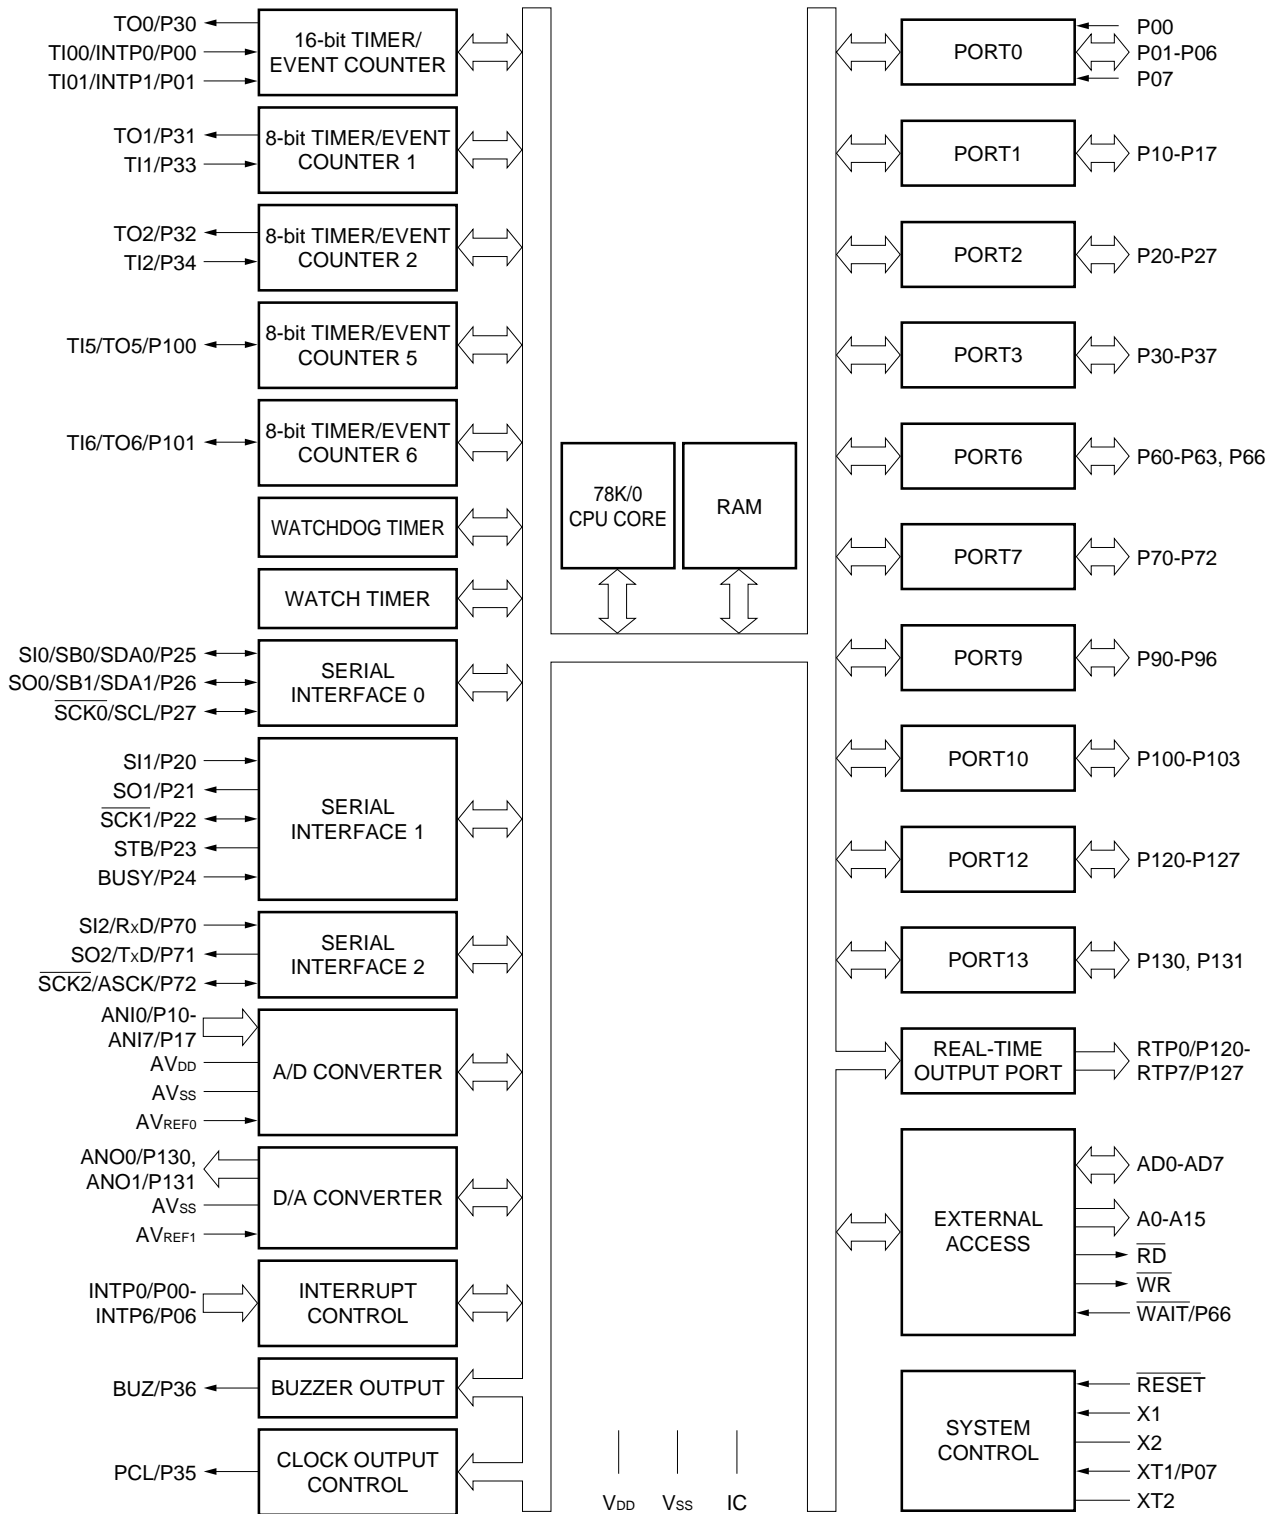 TO0/P30
TI00/INTP0/P00
TI01/INTP1/P01
16-bit TIMER/
EVENT COUNTER
TO1/P31
TI1/P33
8-bit TIMER/EVENT
COUNTER 1
TO2/P32
TI2/P34
8-bit TIMER/EVENT
COUNTER 2
TI5/TO5/P100
8-bit TIMER/EVENT
COUNTER 5
TI6/TO6/P101
8-bit TIMER/EVENT
COUNTER 6
WATCHDOG TIMER
WATCH TIMER
SI0/SB0/SDA0/P25
SO0/SB1/SDA1/P26
SCK0/SCL/P27
SERIAL
INTERFACE 0
SI1/P20
SO1/P21
SCK1/P22
STB/P23
BUSY/P24
SERIAL
INTERFACE 1
SI2/RxD/P70
SO2/TxD/P71
SCK2/ASCK/P72
SERIAL
INTERFACE 2
ANI0/P10-
ANI7/P17
AVDD
AVSS
AVREF0
A/D CONVERTER
ANO0/P130,
ANO1/P131
AVSS
AVREF1
D/A CONVERTER
INTP0/P00-
INTP6/P06
INTERRUPT
CONTROL
BUZ/P36
BUZZER OUTPUT
PCL/P35
CLOCK OUTPUT
CONTROL
78K/0
CPU CORE
RAM
VDD
VSS
IC
PORT0
P00
P01-P06
P07
PORT1
P10-P17
PORT2
P20-P27
PORT3
P30-P37
PORT6
P60-P63, P66
PORT7
P70-P72
PORT9
P90-P96
PORT10
P100-P103
PORT12
P120-P127
PORT13
P130, P131
REAL-TIME
OUTPUT PORT
RTP0/P120-
RTP7/P127
EXTERNAL
ACCESS
AD0-AD7
A0-A15
RD
WR
WAIT/P66
SYSTEM
CONTROL
RESET
X1
X2
XT1/P07
XT2